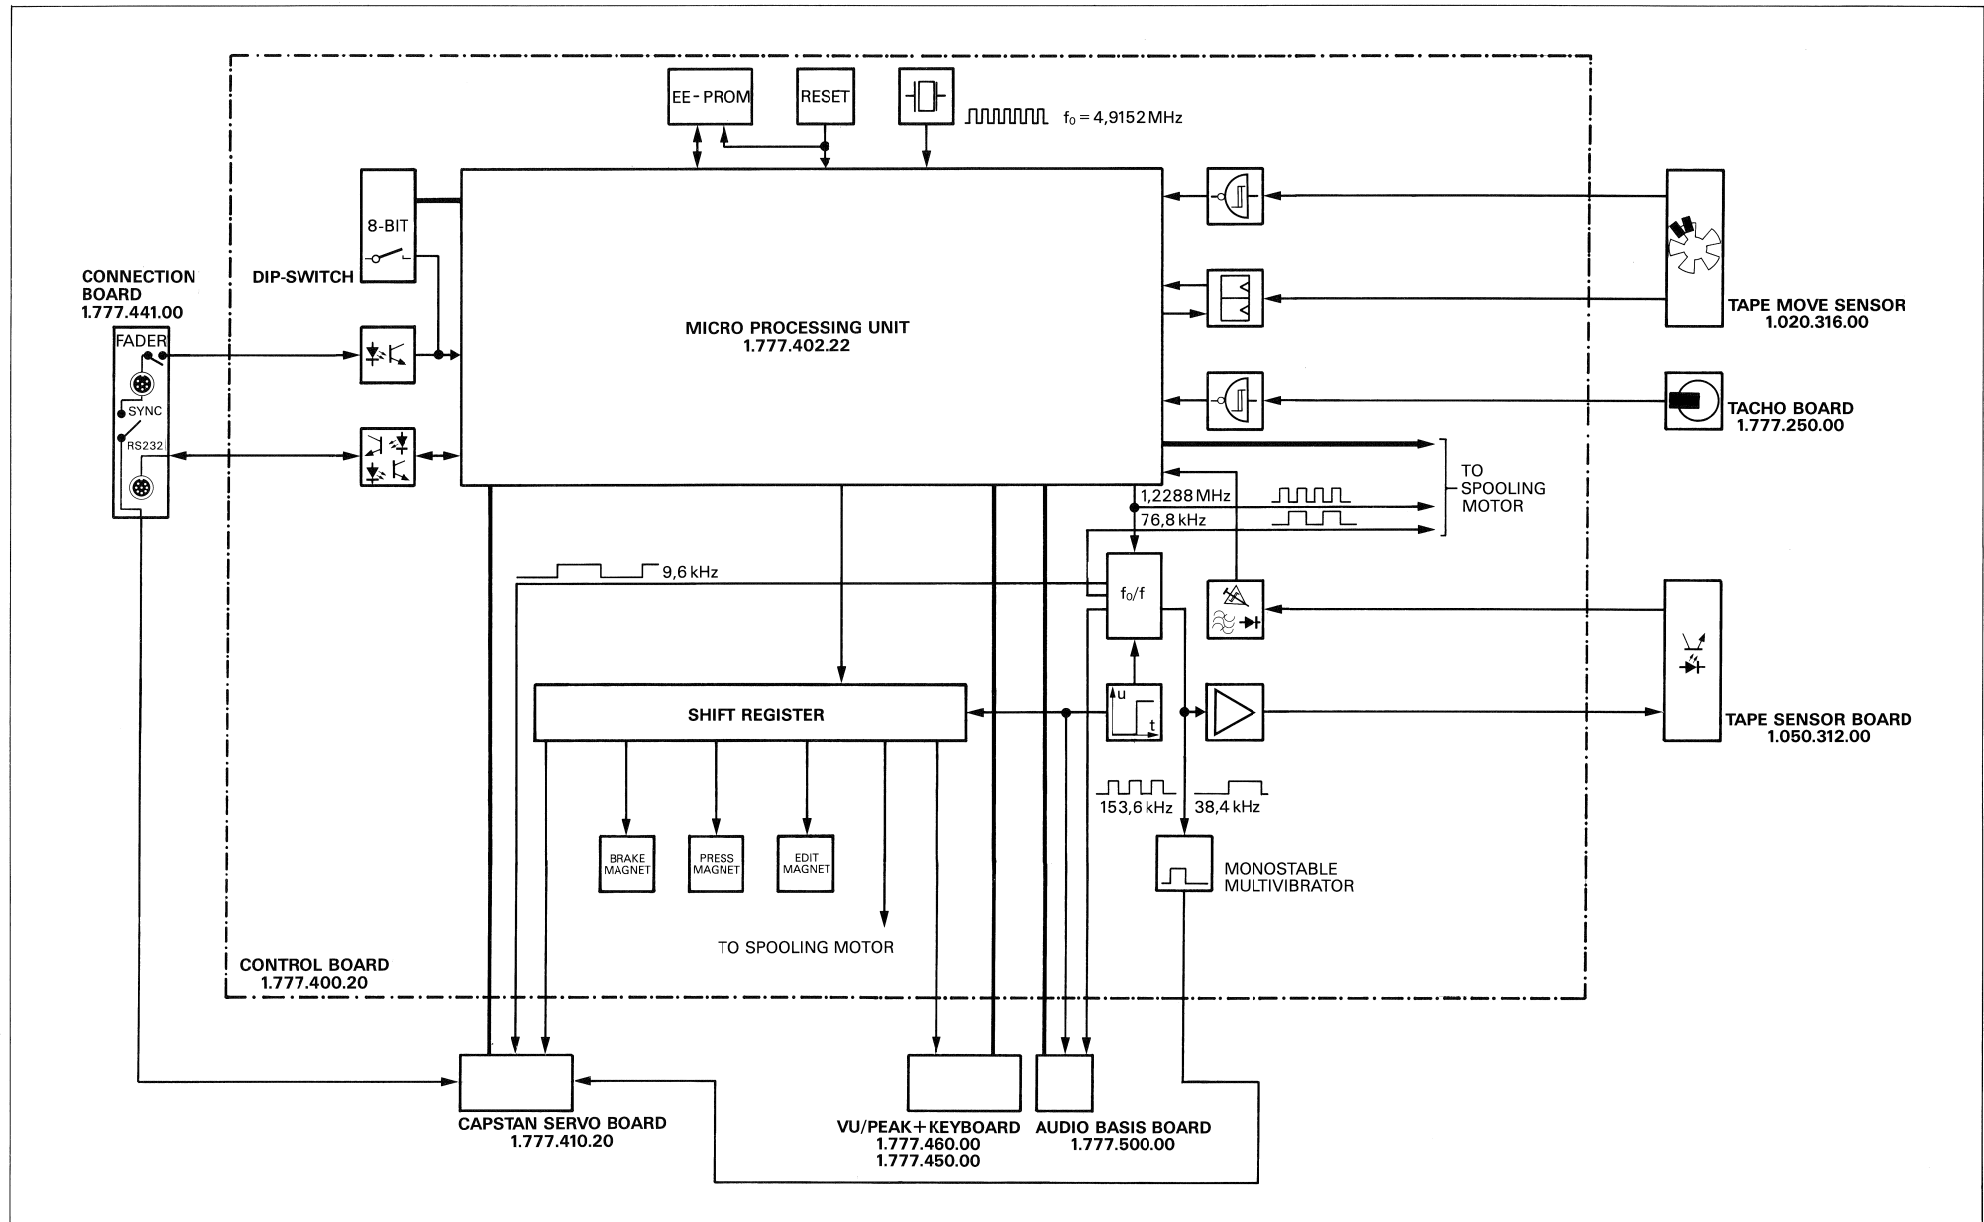 EE-PROM
RESET
f₀ = 4,9152 MHz
8-BIT
DIP-SWITCH
CONNECTION
BOARD
1.777.441.00
FADER
SYNC
RS232
MICRO PROCESSING UNIT
1.777.402.22
TAPE MOVE SENSOR
1.020.316.00
TACHO BOARD
1.777.250.00
TO
SPOOLING
MOTOR
1,2288 MHz
76,8 kHz
9,6 kHz
f₀/f
SHIFT REGISTER
u
t
TAPE SENSOR BOARD
1.050.312.00
153,6 kHz
38,4 kHz
BRAKE
MAGNET
PRESS
MAGNET
EDIT
MAGNET
MONOSTABLE
MULTIVIBRATOR
TO SPOOLING MOTOR
CONTROL BOARD
1.777.400.20
CAPSTAN SERVO BOARD
1.777.410.20
VU/PEAK+KEYBOARD
1.777.460.00
1.777.450.00
AUDIO BASIS BOARD
1.777.500.00